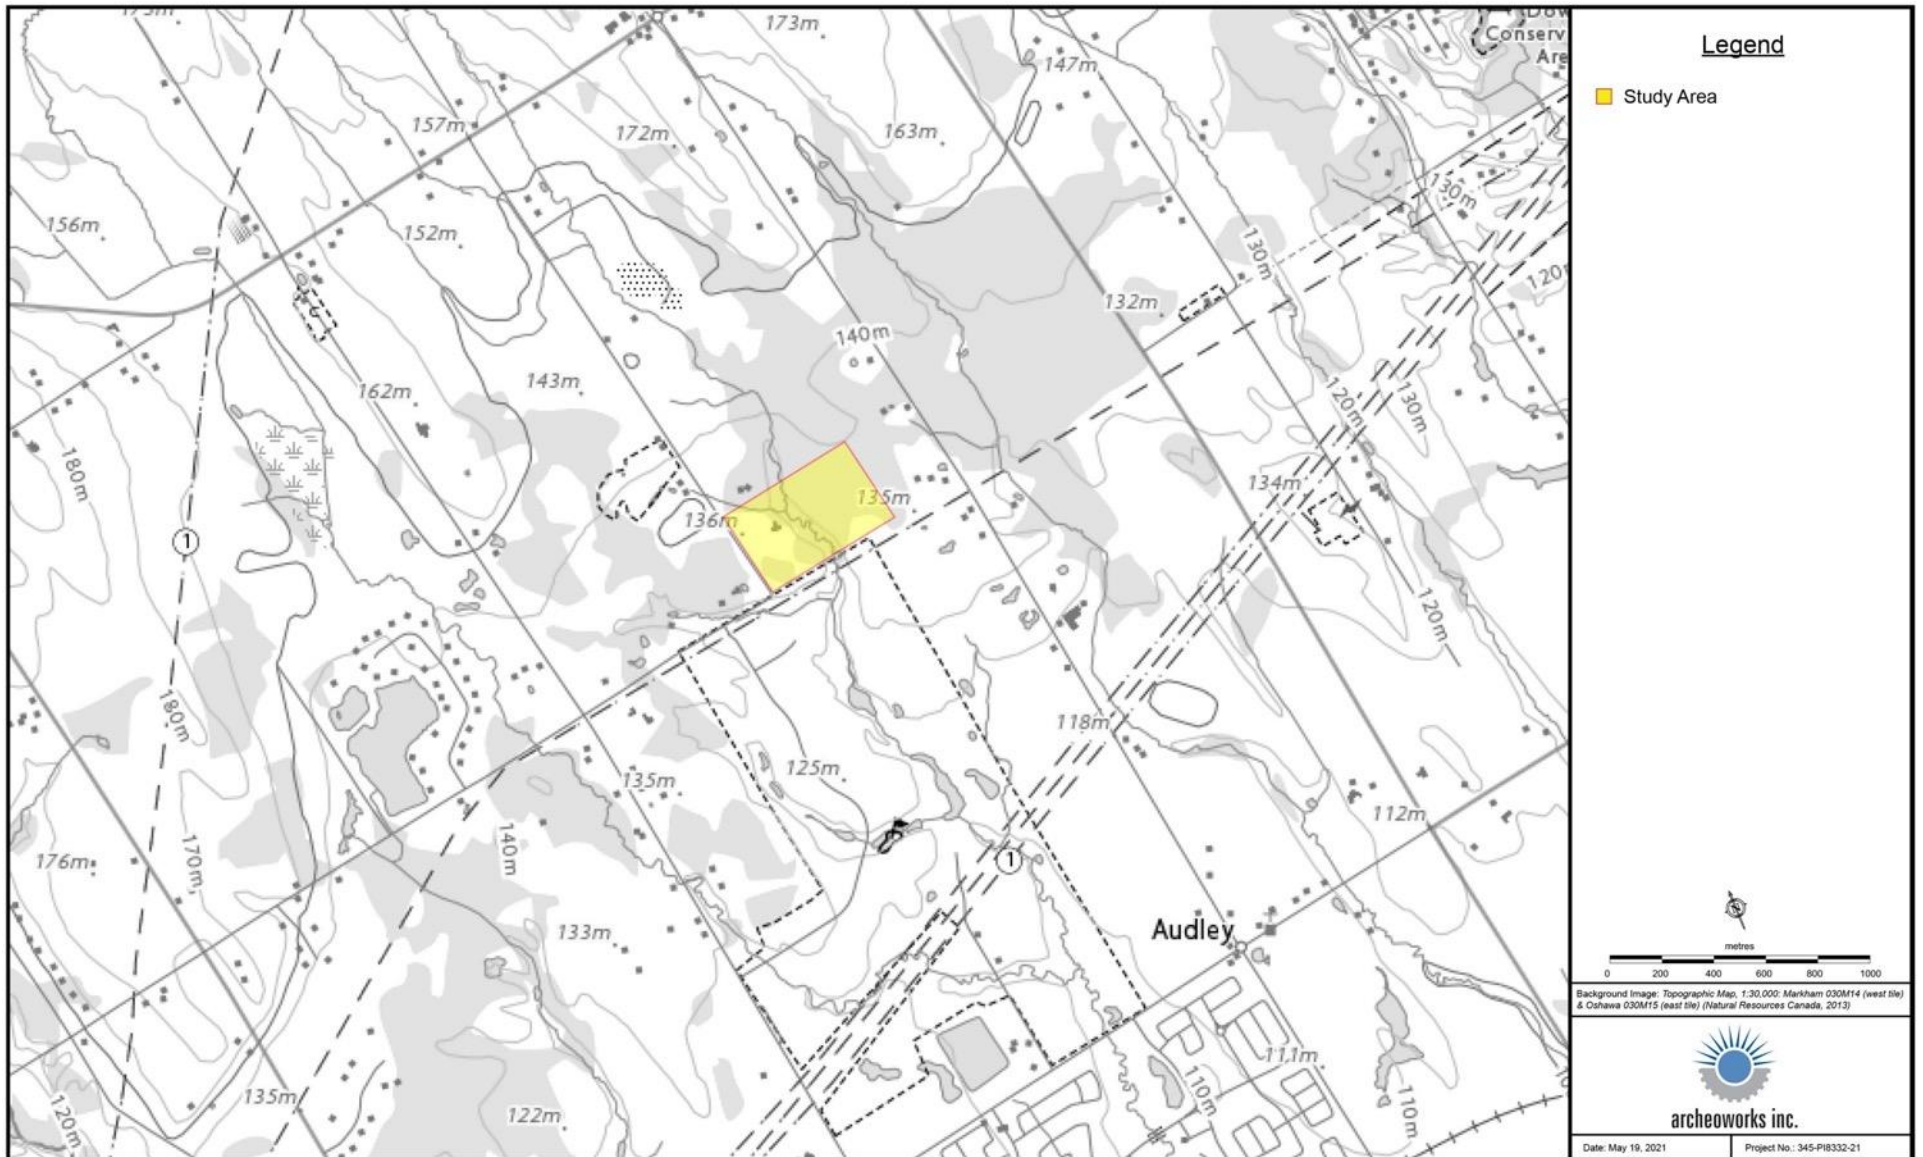 173m
Conserv
Are
147m
157m
172m
163m
130m
156m
152m
130m
120
132m
140m
143m
162m
120m
130m
180m
134m
135m
136m
1
120m
180m
118m
135m
125m
112m
140m
176m
170m
1
133m
Audley
111m
135m
110m
110m
120m
122m
Legend
Study Area
N
metres
0 200 400 600 800 1000
Background Image: Topographic Map, 1:30,000: Markham 030M14 (west tile)
& Oshawa 030M15 (east tile) (Natural Resources Canada, 2013)
archeoworks inc.
Date: May 19, 2021
Project No.: 345-PI8332-21